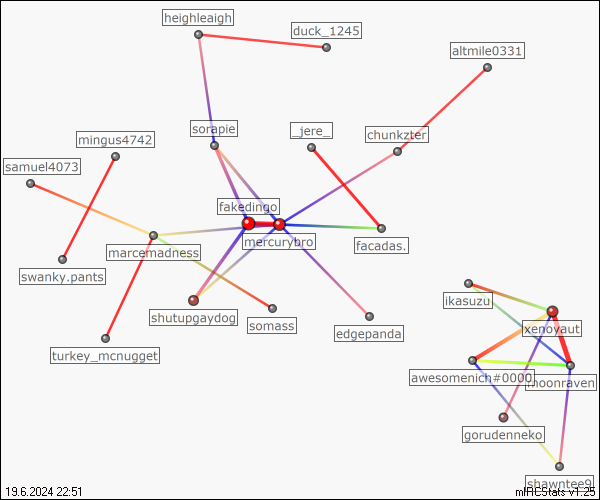 heighleaigh
duck_1245
altmile0331
sorapie
_jere_
chunkzter
mingus4742
samuel4073
fakedingo
mercurybro
facadas.
marcemadness
swanky.pants
ikasuzu
shutupgaydog
somass
edgepanda
xenovaut
turkey_mcnugget
awesomenich#0000
moonraven
gorudenneko
shawntee9
19.6.2024 22:51
mIRCStats v1.25